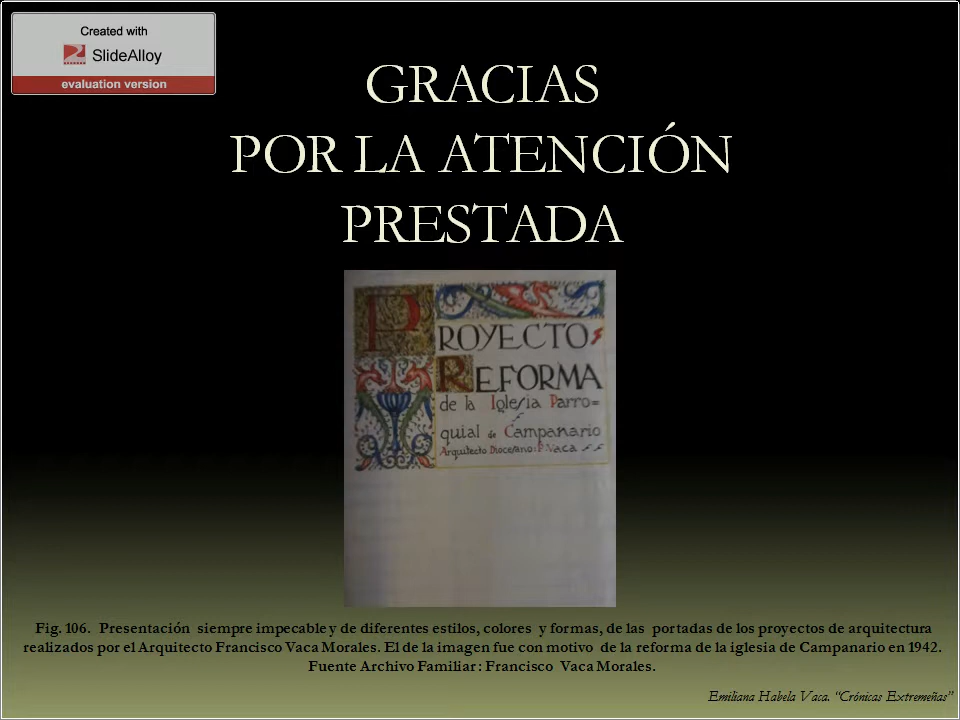 Created with
SlideAlloy
evaluation version
GRACIAS
POR LA ATENCIÓN
PRESTADA
PROYECTO
REFORMA
de la Iglesia Parro=
quial de Campanario
Arquitecto Diocesano: F. Vaca
Fig. 106. Presentación siempre impecable y de diferentes estilos, colores y formas, de las portadas de los proyectos de arquitectura
realizados por el Arquitecto Francisco Vaca Morales. El de la imagen fue con motivo de la reforma de la iglesia de Campanario en 1942.
Fuente Archivo Familiar: Francisco Vaca Morales.
Emiliana Habela Vaca. “Crónicas Extremeñas”